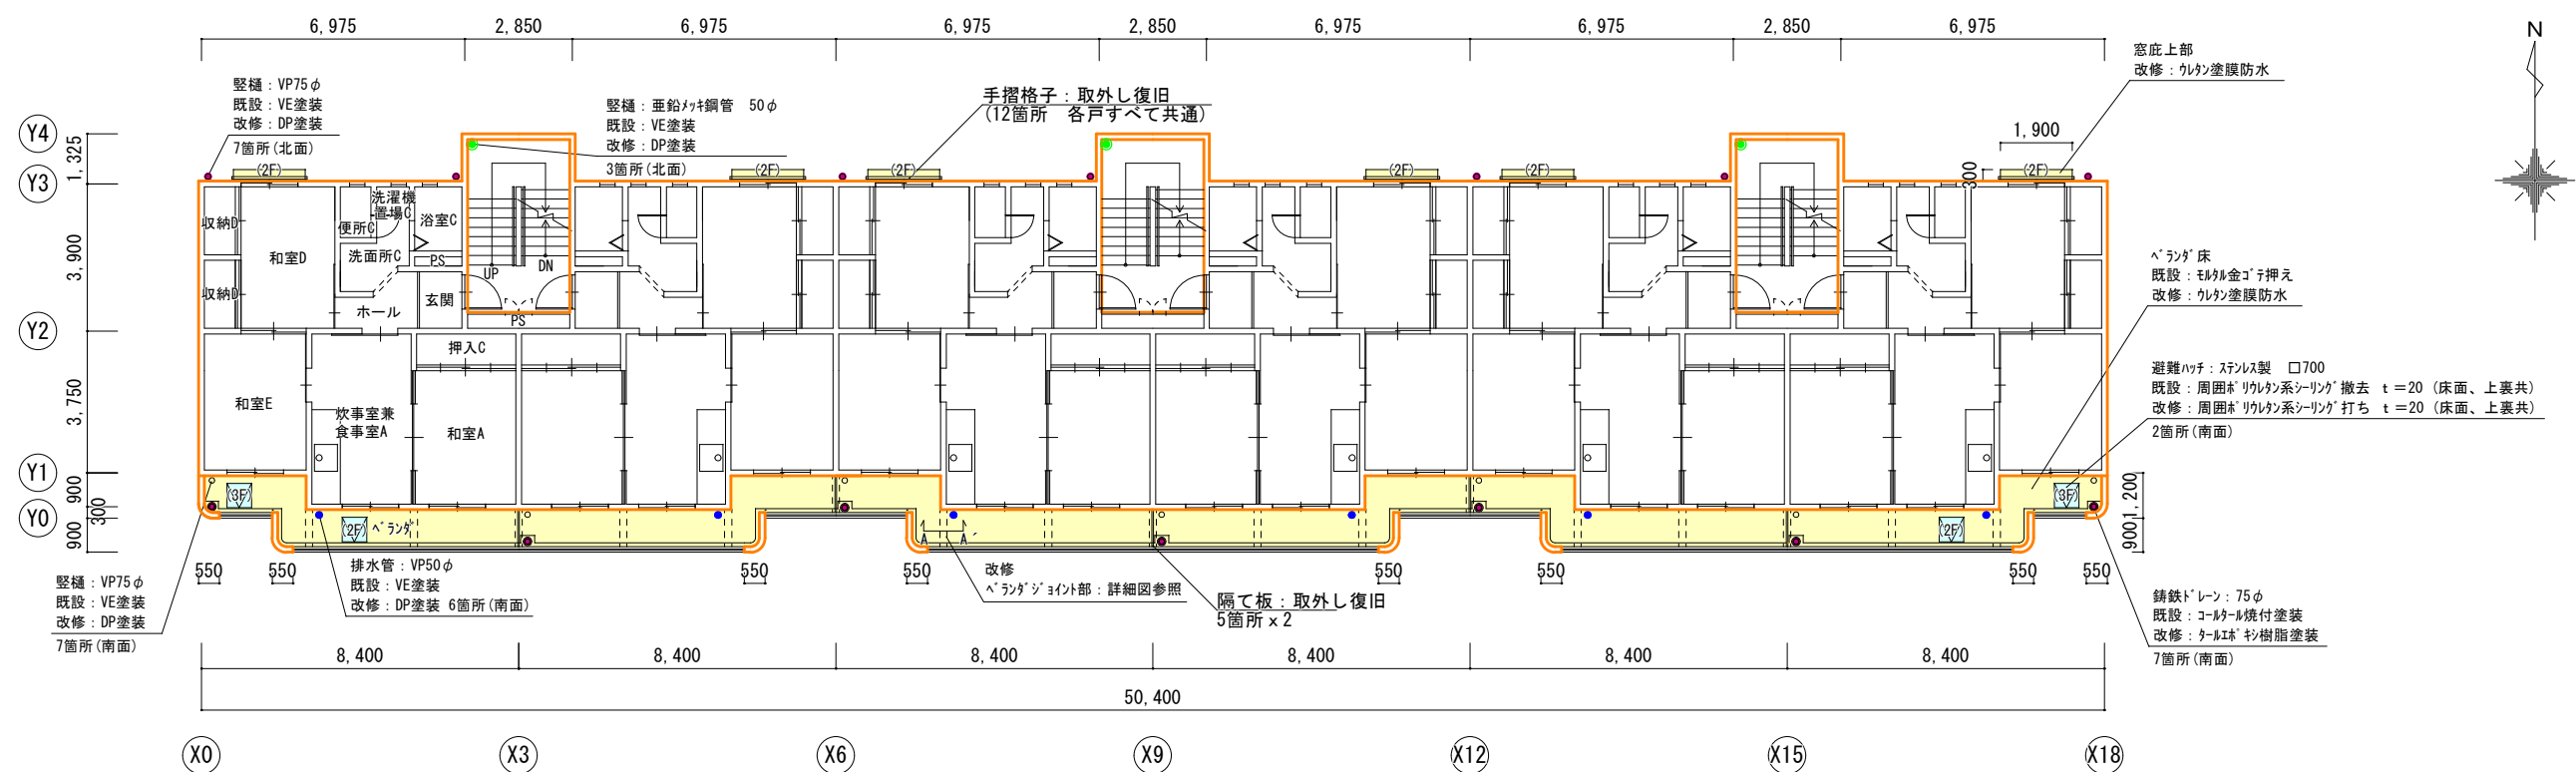 6,975
2,850
6,975
6,975
2,850
6,975
6,975
2,850
6,975
N
窓庇上部
改修：ｳﾚﾀﾝ塗膜防水
竪樋：VP75φ
既設：VE塗装
改修：DP塗装
7箇所(北面)
竪樋：亜鉛ﾒｯｷ鋼管　50φ
既設：VE塗装
改修：DP塗装
3箇所(北面)
手摺格子：取外し復旧
(12箇所　各戸すべて共通)
1,900
300
Y4
1,325
Y3
3,900
Y2
3,750
Y1
900
300
Y0
900
(2F)
(2F)
(2F)
(2F)
(2F)
(2F)
収納D
収納D
和室D
便所C
洗濯機
置場C
浴室C
洗面所C
PS
UP
DN
玄関
ホール
PS
押入C
和室E
炊事室兼
食事室A
和室A
ﾍﾞﾗﾝﾀﾞ床
既設：ﾓﾙﾀﾙ金ｺﾞﾃ押え
改修：ｳﾚﾀﾝ塗膜防水
避難ﾊｯﾁ：ｽﾃﾝﾚｽ製　□700
既設：周囲ﾎﾟﾘｳﾚﾀﾝ系ｼｰﾘﾝｸﾞ撤去　t＝20（床面、上裏共）
改修：周囲ﾎﾟﾘｳﾚﾀﾝ系ｼｰﾘﾝｸﾞ打ち　t＝20（床面、上裏共）
2箇所(南面)
(3F)
(2F)
ﾍﾞﾗﾝﾀﾞ
A
A'
(2F)
(3F)
1,200
900
550
550
550
550
550
550
550
550
竪樋：VP75φ
既設：VE塗装
改修：DP塗装
7箇所(南面)
排水管：VP50φ
既設：VE塗装
改修：DP塗装 6箇所(南面)
改修
ﾍﾞﾗﾝﾀﾞｼﾞｮｲﾝﾄ部：詳細図参照
隔て板：取外し復旧
5箇所ｘ2
鋳鉄ﾄﾞﾚｰﾝ：75φ
既設：ｺｰﾙﾀｰﾙ焼付塗装
改修：ﾀｰﾙｴﾎﾟｷｼ樹脂塗装
7箇所(南面)
8,400
8,400
8,400
8,400
8,400
8,400
50,400
X0
X3
X6
X9
X12
X15
X18